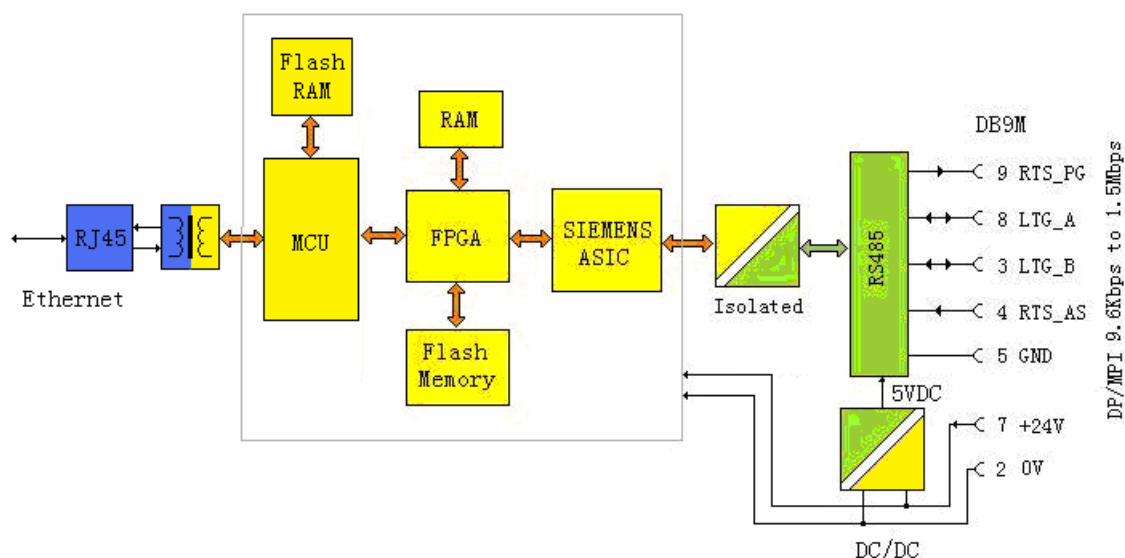 Flash
RAM
RAM
DB9M
RJ45
MCU
FPGA
SIEMENS
ASIC
RS485
9 RTS_PG
8 LTG_A
3 LTG_B
4 RTS_AS
5 GND
Ethernet
Isolated
Flash
Memory
5VDC
7 +24V
2 0V
DC/DC
DP/MPI 9.6Kbps to 1.5Mbps